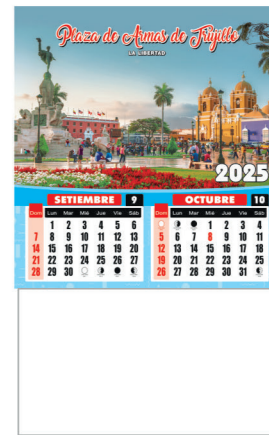 Plaza de Armas de Trujillo
LA LIBERTAD
2025
SETIEMBRE 9
Dom Lun Mar Mié Jue Vie Sáb
1 2 3 4 5 6
7 8 9 10 11 12 13
14 15 16 17 18 19 20
21 22 23 24 25 26 27
28 29 30
OCTUBRE 10
Dom Lun Mar Mié Jue Vie Sáb
1 2 3 4
5 6 7 8 9 10 11
12 13 14 15 16 17 18
19 20 21 22 23 24 25
26 27 28 29 30 31